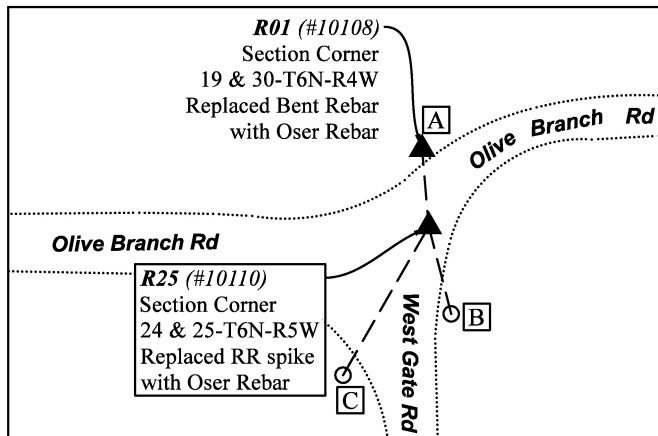 R01 (#10108)
Section Corner
19 & 30-T6N-R4W
Replaced Bent Rebar
with Oser Rebar
A
Olive Branch Rd
Olive Branch Rd
R25 (#10110)
Section Corner
24 & 25-T6N-R5W
Replaced RR spike
with Oser Rebar
West Gate Rd
B
C